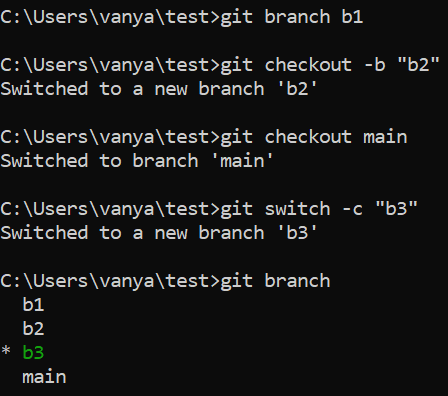 C:\Users\vanya\test>git branch b1
C:\Users\vanya\test>git checkout -b "b2"
Switched to a new branch 'b2'
C:\Users\vanya\test>git checkout main
Switched to branch 'main'
C:\Users\vanya\test>git switch -c "b3"
Switched to a new branch 'b3'
C:\Users\vanya\test>git branch
  b1
  b2
* b3
  main